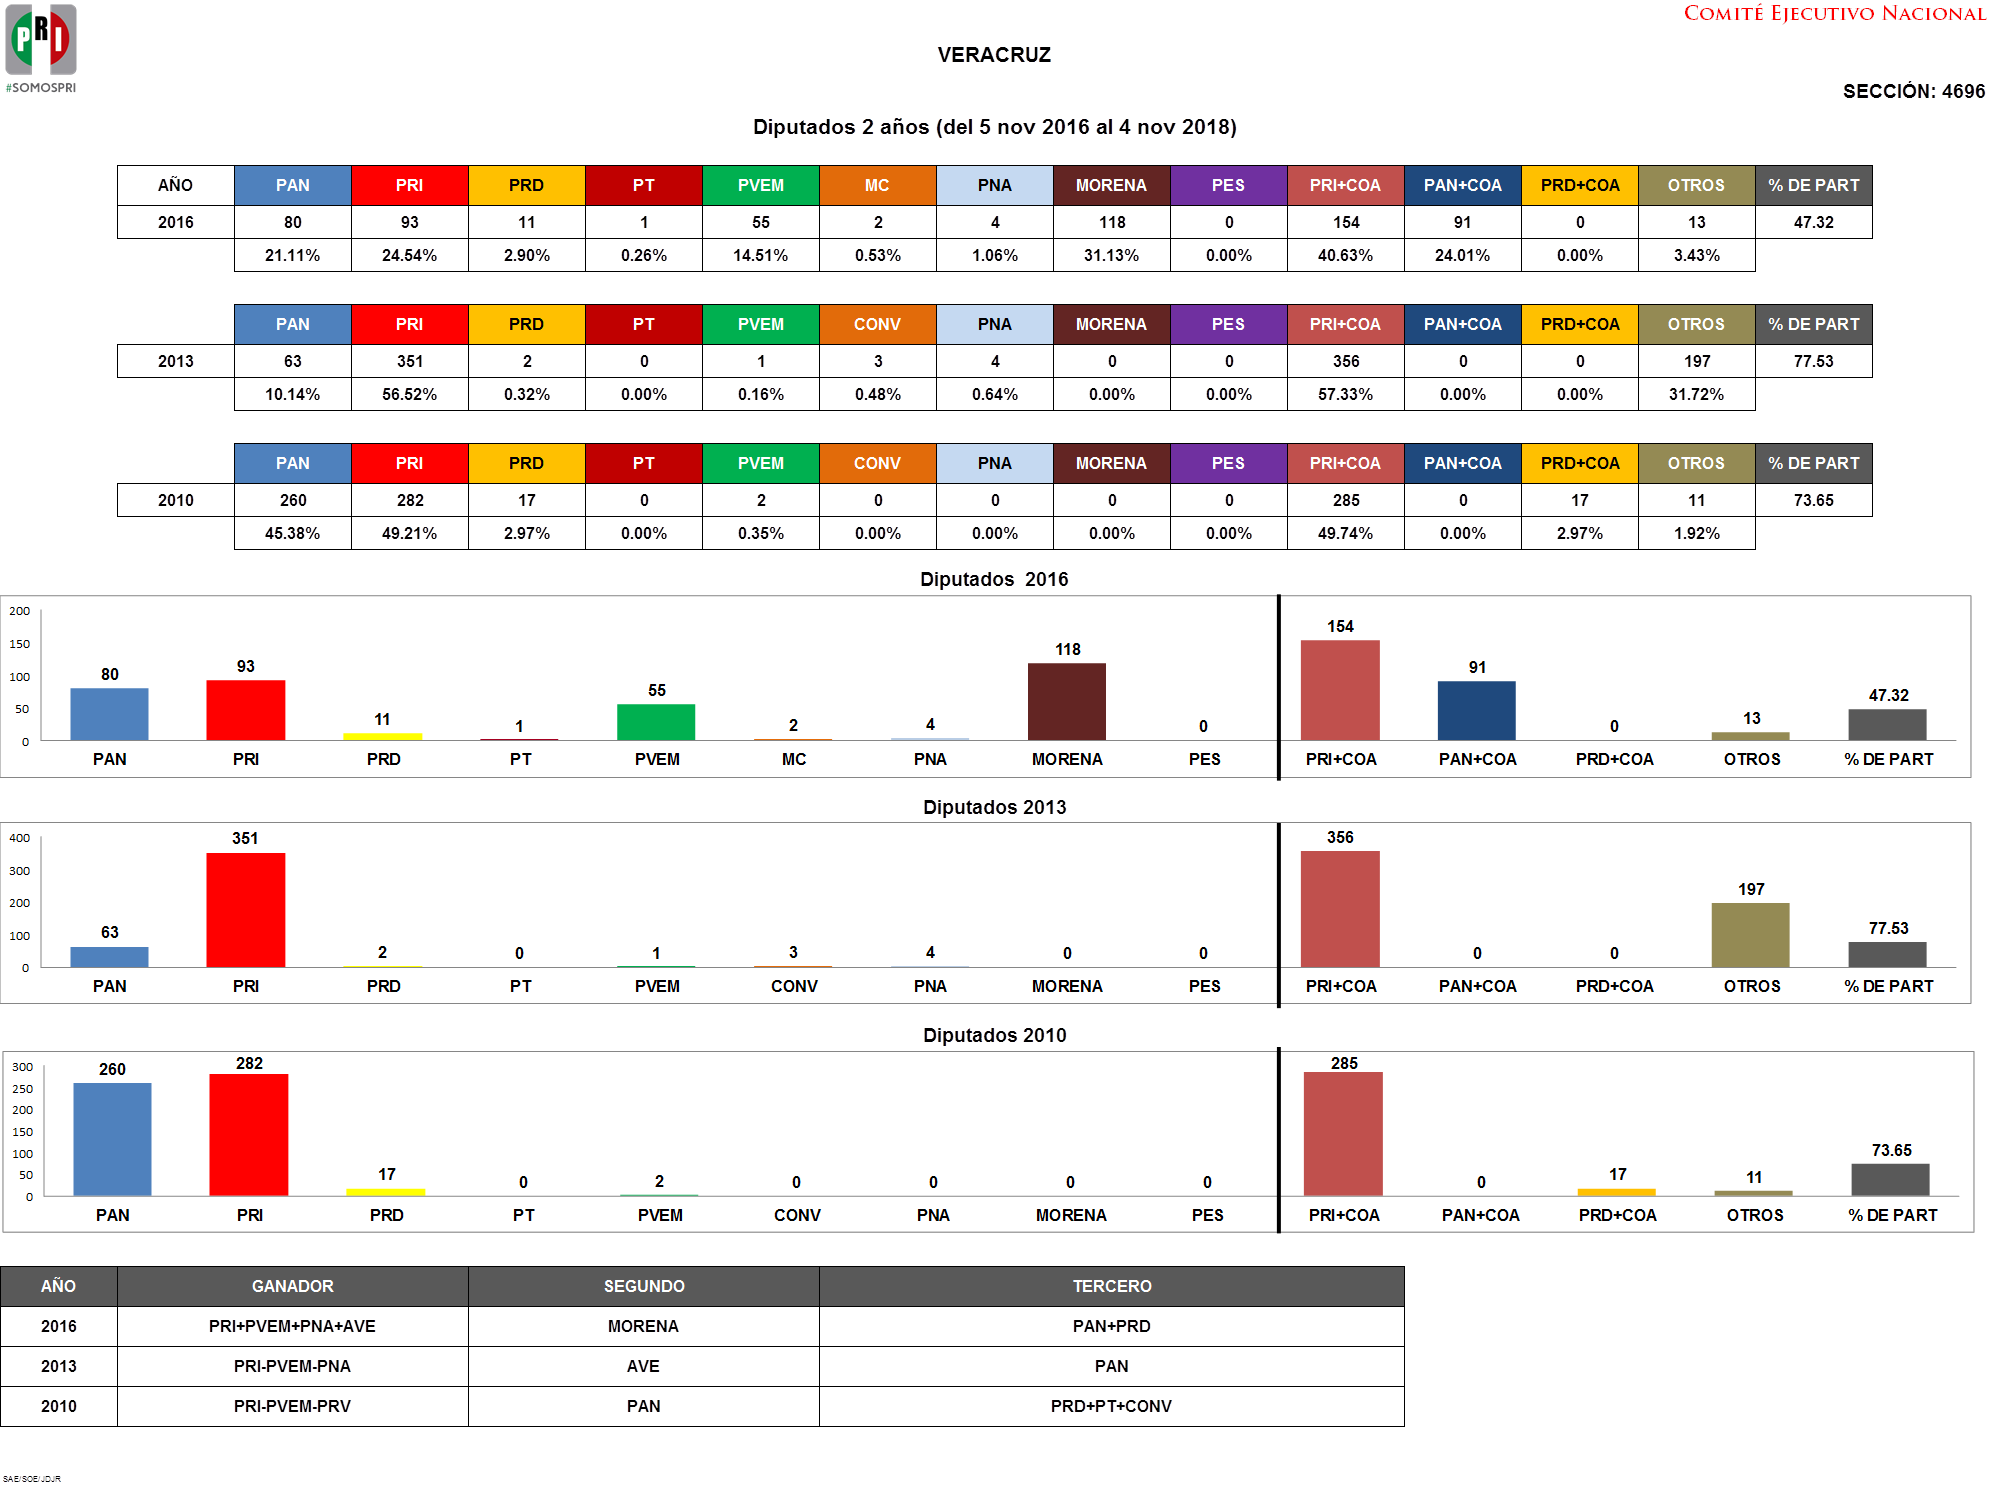 PRI
#SOMOSPRI
COMITÉ EJECUTIVO NACIONAL
VERACRUZ
SECCIÓN: 4696
Diputados 2 años (del 5 nov 2016 al 4 nov 2018)
AÑO PAN PRI PRD PT PVEM MC PNA MORENA PES PRI+COA PAN+COA PRD+COA OTROS % DE PART
2016 80 93 11 1 55 2 4 118 0 154 91 0 13 47.32
21.11% 24.54% 2.90% 0.26% 14.51% 0.53% 1.06% 31.13% 0.00% 40.63% 24.01% 0.00% 3.43%
PAN PRI PRD PT PVEM CONV PNA MORENA PES PRI+COA PAN+COA PRD+COA OTROS % DE PART
2013 63 351 2 0 1 3 4 0 0 356 0 0 197 77.53
10.14% 56.52% 0.32% 0.00% 0.16% 0.48% 0.64% 0.00% 0.00% 57.33% 0.00% 0.00% 31.72%
PAN PRI PRD PT PVEM CONV PNA MORENA PES PRI+COA PAN+COA PRD+COA OTROS % DE PART
2010 260 282 17 0 2 0 0 0 0 285 0 17 11 73.65
45.38% 49.21% 2.97% 0.00% 0.35% 0.00% 0.00% 0.00% 0.00% 49.74% 0.00% 2.97% 1.92%
Diputados 2016
200
150
100
50
0
80 93 11 1 55 2 4 118 0 154 91 0 13 47.32
PAN PRI PRD PT PVEM MC PNA MORENA PES PRI+COA PAN+COA PRD+COA OTROS % DE PART
Diputados 2013
400
300
200
100
0
63 351 2 0 1 3 4 0 0 356 0 0 197 77.53
PAN PRI PRD PT PVEM CONV PNA MORENA PES PRI+COA PAN+COA PRD+COA OTROS % DE PART
Diputados 2010
300
250
200
150
100
50
0
260 282 17 0 2 0 0 0 0 285 0 17 11 73.65
PAN PRI PRD PT PVEM CONV PNA MORENA PES PRI+COA PAN+COA PRD+COA OTROS % DE PART
AÑO GANADOR SEGUNDO TERCERO
2016 PRI+PVEM+PNA+AVE MORENA PAN+PRD
2013 PRI-PVEM-PNA AVE PAN
2010 PRI-PVEM-PRV PAN PRD+PT+CONV
SAE/SOE/JDJR